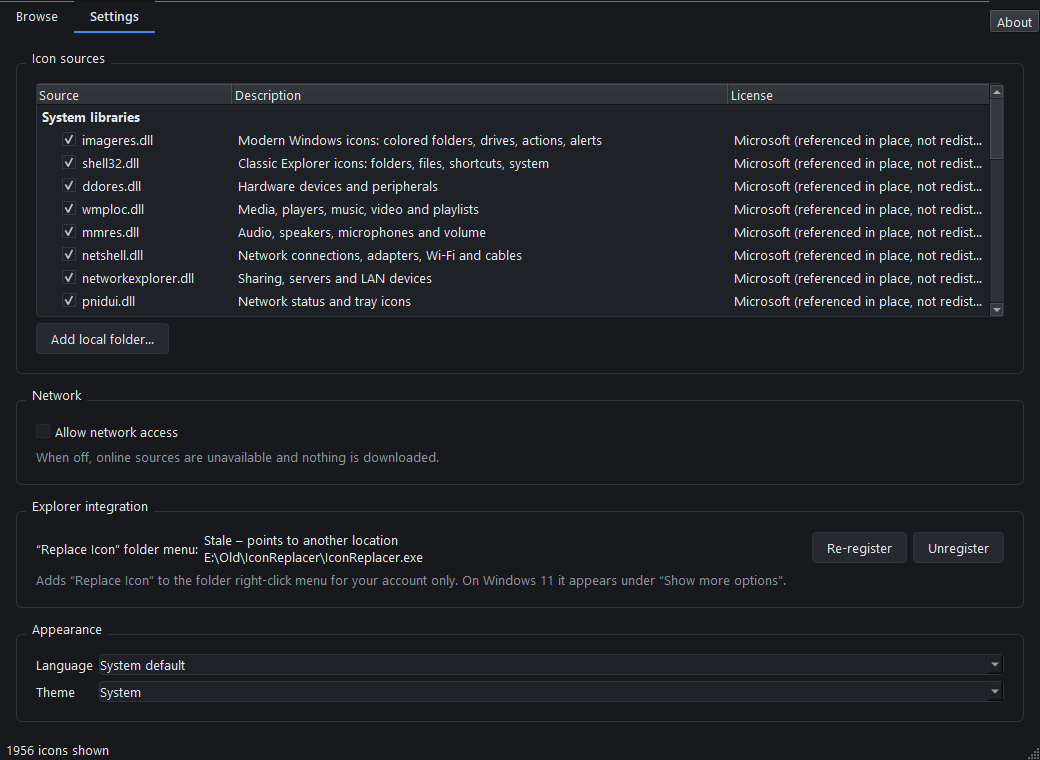 Browse Settings
About
Icon sources
Source Description License
System libraries
imageres.dll Modern Windows icons: colored folders, drives, actions, alerts Microsoft (referenced in place, not redist...
shell32.dll Classic Explorer icons: folders, files, shortcuts, system Microsoft (referenced in place, not redist...
ddores.dll Hardware devices and peripherals Microsoft (referenced in place, not redist...
wmploc.dll Media, players, music, video and playlists Microsoft (referenced in place, not redist...
mmres.dll Audio, speakers, microphones and volume Microsoft (referenced in place, not redist...
netshell.dll Network connections, adapters, Wi-Fi and cables Microsoft (referenced in place, not redist...
networkexplorer.dll Sharing, servers and LAN devices Microsoft (referenced in place, not redist...
pnidui.dll Network status and tray icons Microsoft (referenced in place, not redist...
Add local folder...
Network
Allow network access
When off, online sources are unavailable and nothing is downloaded.
Explorer integration
“Replace Icon” folder menu: Stale – points to another location
E:\Old\IconReplacer\IconReplacer.exe
Re-register Unregister
Adds “Replace Icon” to the folder right-click menu for your account only. On Windows 11 it appears under “Show more options”.
Appearance
Language System default
Theme System
1956 icons shown